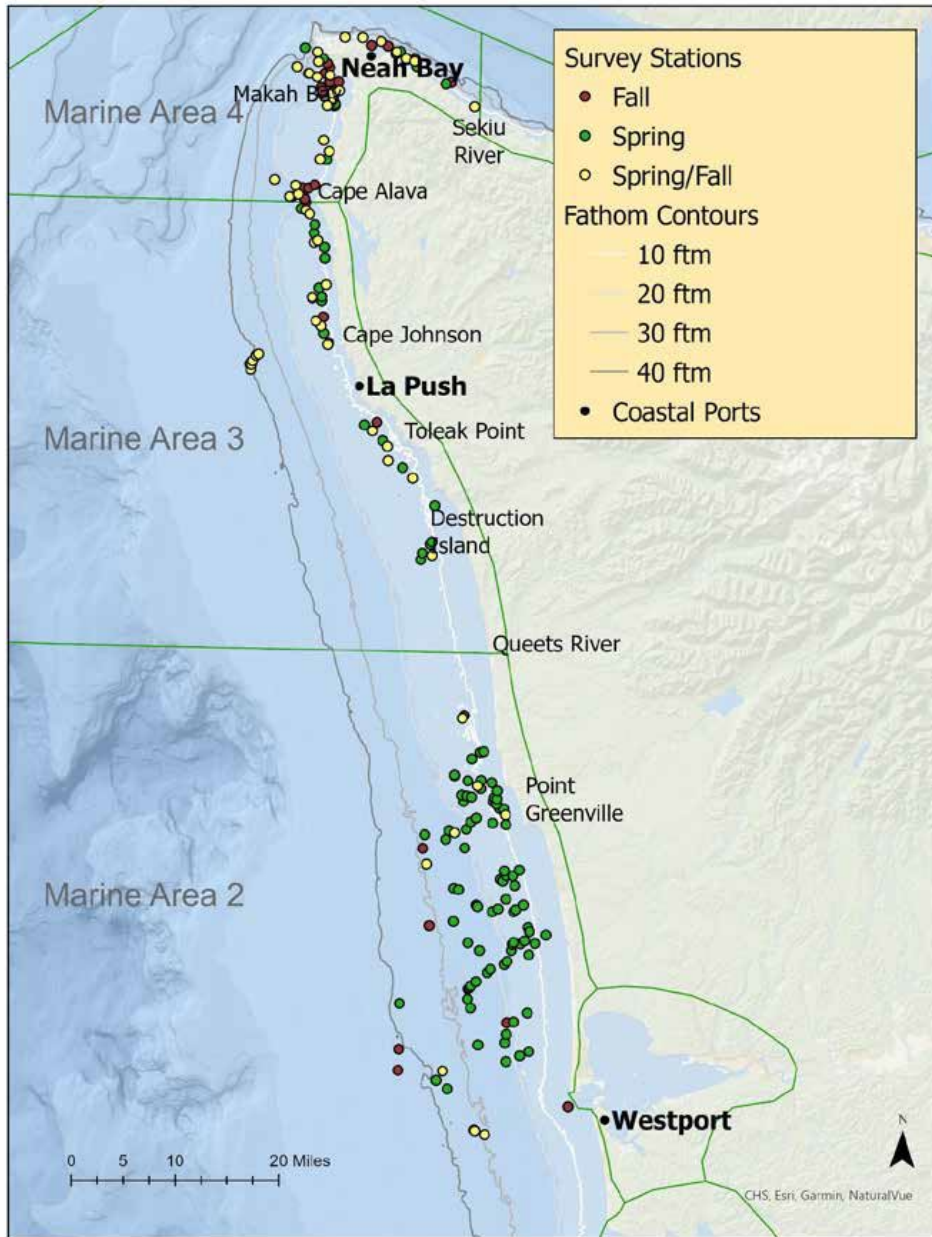 Survey Stations
Fall
Spring
Spring/Fall
Fathom Contours
10 ftm
20 ftm
30 ftm
40 ftm
Coastal Ports
Neah Bay
Makah Bay
Marine Area 4
Sekiu
River
Cape Alava
Cape Johnson
La Push
Marine Area 3
Toleak Point
Destruction
Island
Queets River
Point
Greenville
Marine Area 2
Westport
N
0 5 10 20 Miles
CHS, Esri, Garmin, NaturalVue